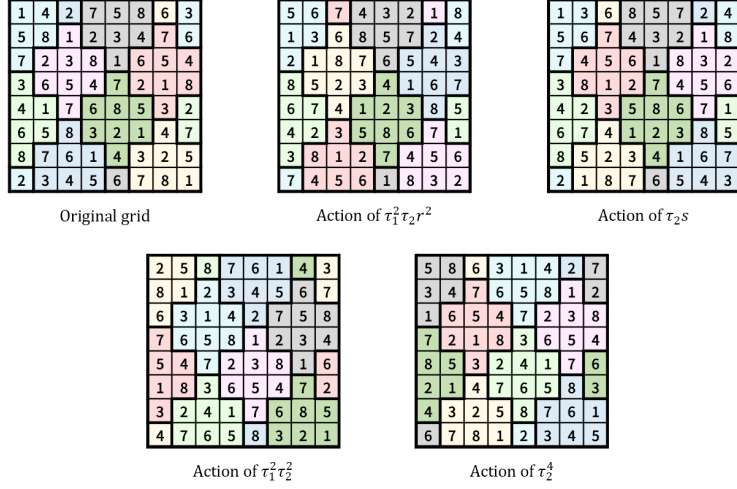 1 4 2 7 5 8 6 3
5 8 1 2 3 4 7 6
7 2 3 8 1 6 5 4
3 6 5 4 7 2 1 8
4 1 7 6 8 5 3 2
6 5 8 3 2 1 4 7
8 7 6 1 4 3 2 5
2 3 4 5 6 7 8 1
Original grid
5 6 7 4 3 2 1 8
1 3 6 8 5 7 2 4
2 1 8 7 6 5 4 3
8 5 2 3 4 1 6 7
6 7 4 1 2 3 8 5
4 2 3 5 8 6 7 1
3 8 1 2 7 4 5 6
7 4 5 6 1 8 3 2
Action of τ₁²τ₂r²
1 3 6 8 5 7 2 4
5 6 7 4 3 2 1 8
7 4 5 6 1 8 3 2
3 8 1 2 7 4 5 6
4 2 3 5 8 6 7 1
6 7 4 1 2 3 8 5
8 5 2 3 4 1 6 7
2 1 8 7 6 5 4 3
Action of τ₂s
2 5 8 7 6 1 4 3
8 1 2 3 4 5 6 7
6 3 1 4 2 7 5 8
7 6 5 8 1 2 3 4
5 4 7 2 3 8 1 6
1 8 3 6 5 4 7 2
3 2 4 1 7 6 8 5
4 7 6 5 8 3 2 1
Action of τ₁²τ₂²
5 8 6 3 1 4 2 7
3 4 7 6 5 8 1 2
1 6 5 4 7 2 3 8
7 2 1 8 3 6 5 4
8 5 3 2 4 1 7 6
2 1 4 7 6 5 8 3
4 3 2 5 8 7 6 1
6 7 8 1 2 3 4 5
Action of τ₂⁴